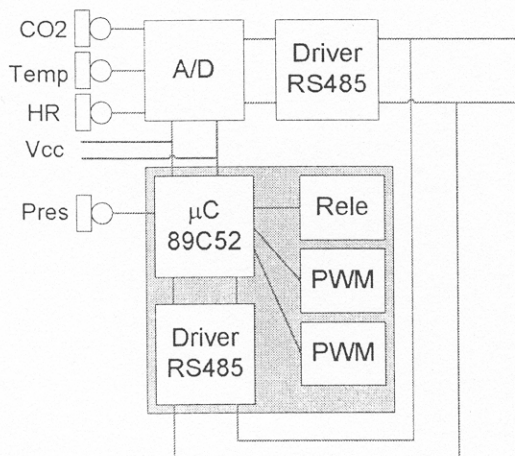 CO2
Temp
HR
Vcc
Pres
A/D
Driver
RS485
μC
89C52
Rele
PWM
PWM
Driver
RS485